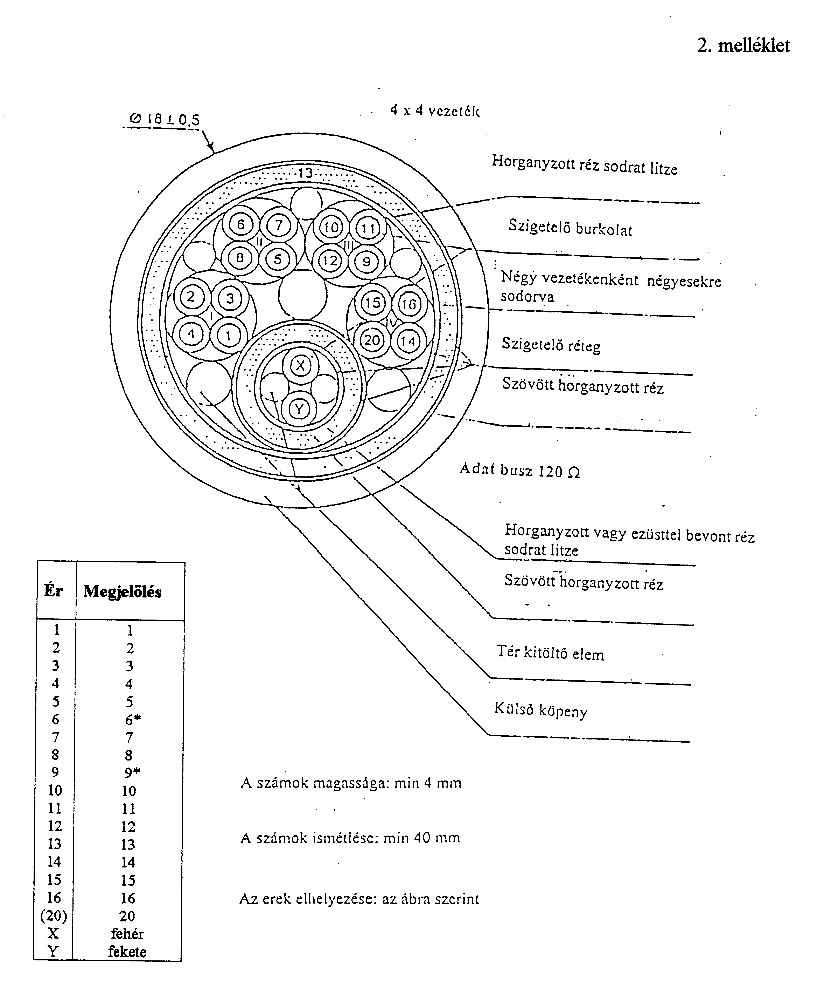 2. melléklet
4 x 4 vezeték
Ø 18 ± 0,5
Horganyzott réz sodrat litze
Szigetelő burkolat
Négy vezetékenként négyesekre
sodorva
Szigetelő réteg
Szövött horganyzott réz
Adat busz 120 Ω
Horganyzott vagy ezüsttel bevont réz
sodrat litze
Szövött horganyzott réz
Tér kitöltő elem
Külső köpeny
13
6 7 10 11
II III
8 5 12 9
2 3 15 16
I V
4 1 20 14
X
Y
Ér Megjelölés
1 1
2 2
3 3
4 4
5 5
6 6*
7 7
8 8
9 9*
10 10
11 11
12 12
13 13
14 14
15 15
16 16
(20) 20
X fehér
Y fekete
A számok magassága: min 4 mm
A számok ismétlése: min 40 mm
Az erek elhelyezése: az ábra szerint